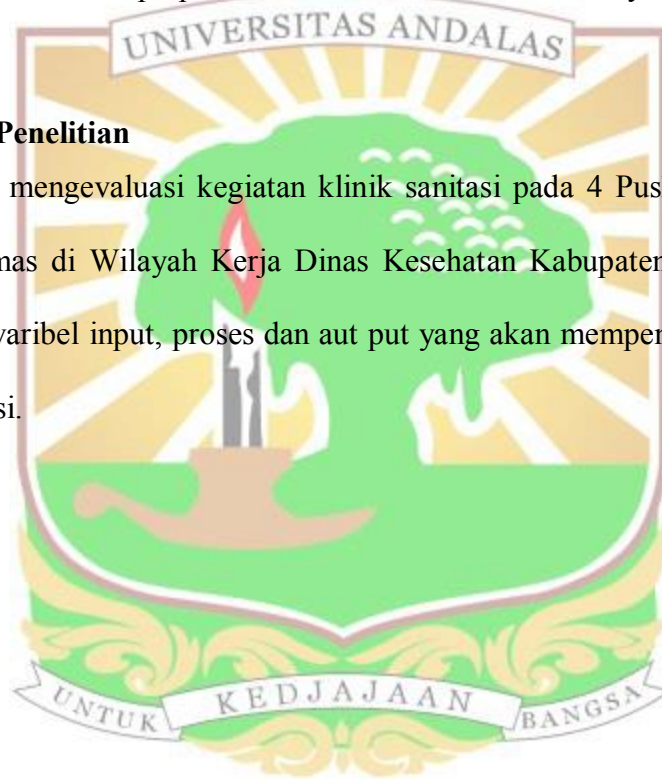 UNIVERSITAS ANDALAS
Penelitian
mengevaluasi kegiatan klinik sanitasi pada 4 Pus
mas di Wilayah Kerja Dinas Kesehatan Kabupaten
varibel input, proses dan aut put yang akan memper
si.
UNTUK KEDJAJAAN BANGSA